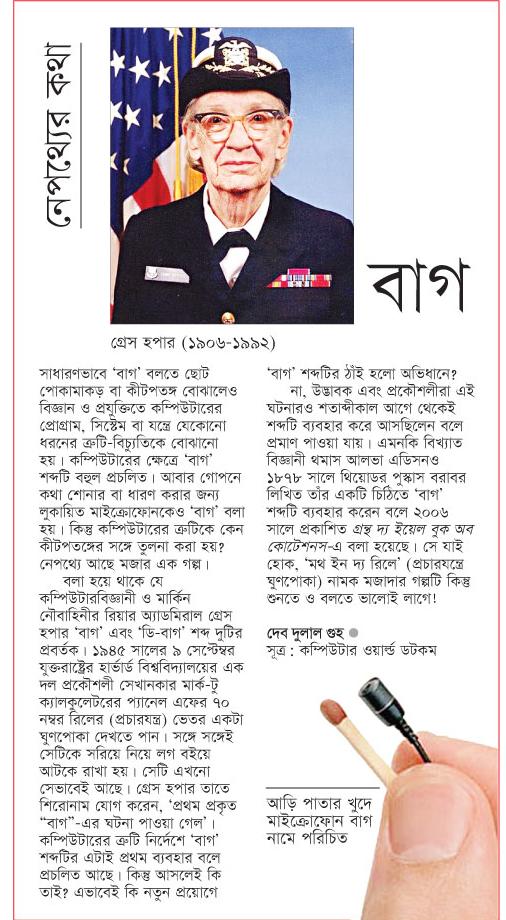 নেপথ্যের কথা
বাগ
গ্রেস হপার (১৯০৬-১৯৯২)
সাধারণভাবে ‘বাগ’ বলতে ছোট
পোকামাকড় বা কীটপতঙ্গ বোঝালেও
বিজ্ঞান ও প্রযুক্তিতে কম্পিউটারের
প্রোগ্রাম, সিস্টেম বা যন্ত্রে যেকোনো
ধরনের ত্রুটি-বিচ্যুতিকে বোঝানো
হয়। কম্পিউটারের ক্ষেত্রে ‘বাগ’
শব্দটি বহুল প্রচলিত। আবার গোপনে
কথা শোনার বা ধারণ করার জন্য
লুকায়িত মাইক্রোফোনকেও ‘বাগ’ বলা
হয়। কিন্তু কম্পিউটারের ত্রুটিকে কেন
কীটপতঙ্গের সঙ্গে তুলনা করা হয়?
নেপথ্যে আছে মজার এক গল্প।
বলা হয়ে থাকে যে
কম্পিউটারবিজ্ঞানী ও মার্কিন
নৌবাহিনীর রিয়ার অ্যাডমিরাল গ্রেস
হপার ‘বাগ’ এবং ‘ডি-বাগ’ শব্দ দুটির
প্রবর্তক। ১৯৪৫ সালের ৯ সেপ্টেম্বর
যুক্তরাষ্ট্রের হার্ভার্ড বিশ্ববিদ্যালয়ের এক
দল প্রকৌশলী সেখানকার মার্ক-টু
ক্যালকুলেটরের প্যানেল এফের ৭০
নম্বর রিলের (প্রচারযন্ত্র) ভেতর একটা
ঘুণপোকা দেখতে পান। সঙ্গে সঙ্গেই
সেটিকে সরিয়ে নিয়ে লগ বইয়ে
আটকে রাখা হয়। সেটি এখনো
সেভাবেই আছে। গ্রেস হপার তাতে
শিরোনাম যোগ করেন, ‘প্রথম প্রকৃত
“বাগ”-এর ঘটনা পাওয়া গেল’।
কম্পিউটারের ত্রুটি নির্দেশে ‘বাগ’
শব্দটির এটাই প্রথম ব্যবহার বলে
প্রচলিত আছে। কিন্তু আসলেই কি
তাই? এভাবেই কি নতুন প্রয়োগে
‘বাগ’ শব্দটির ঠাঁই হলো অভিধানে?
না, উদ্ভাবক এবং প্রকৌশলীরা এই
ঘটনারও শতাব্দীকাল আগে থেকেই
শব্দটি ব্যবহার করে আসছিলেন বলে
প্রমাণ পাওয়া যায়। এমনকি বিখ্যাত
বিজ্ঞানী থমাস আলভা এডিসনও
১৮৭৮ সালে থিয়োডর পুস্কাস বরাবর
লিখিত তাঁর একটি চিঠিতে ‘বাগ’
শব্দটি ব্যবহার করেন বলে ২০০৬
সালে প্রকাশিত গ্রন্থ দ্য ইয়েল বুক অব
কোটেশনস-এ বলা হয়েছে। সে যাই
হোক, ‘মথ ইন দ্য রিলে’ (প্রচারযন্ত্রে
ঘুণপোকা) নামক মজাদার গল্পটি কিন্তু
শুনতে ও বলতে ভালোই লাগে!
দেব দুলাল গুহ
সূত্র : কম্পিউটার ওয়ার্ল্ড ডটকম
আড়ি পাতার খুদে
মাইক্রোফোন বাগ
নামে পরিচিত